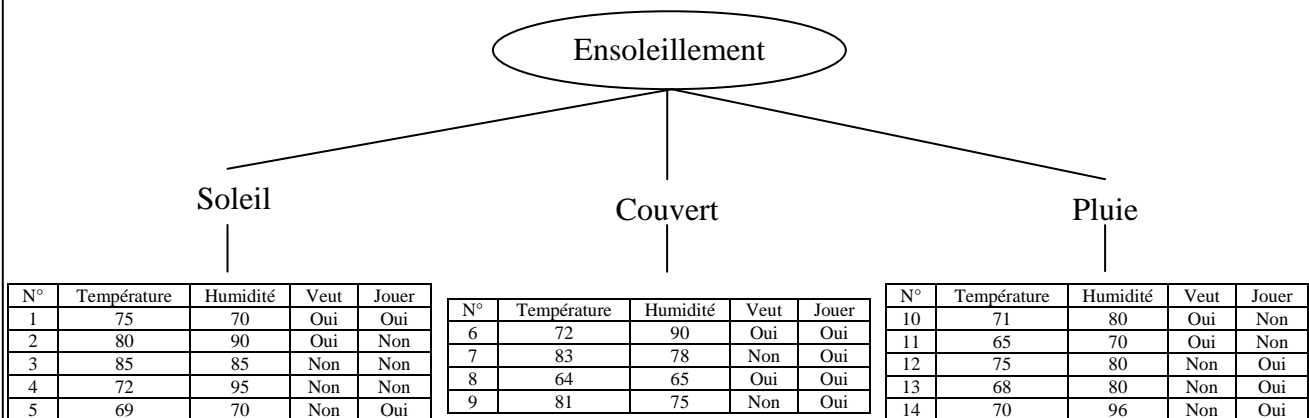 Ensoleillement
Soleil
Couvert
Pluie
N° Température Humidité Veut Jouer
1 75 70 Oui Oui
2 80 90 Oui Non
3 85 85 Non Non
4 72 95 Non Non
5 69 70 Non Oui
N° Température Humidité Veut Jouer
6 72 90 Oui Oui
7 83 78 Non Oui
8 64 65 Oui Oui
9 81 75 Non Oui
N° Température Humidité Veut Jouer
10 71 80 Oui Non
11 65 70 Oui Non
12 75 80 Non Oui
13 68 80 Non Oui
14 70 96 Non Oui